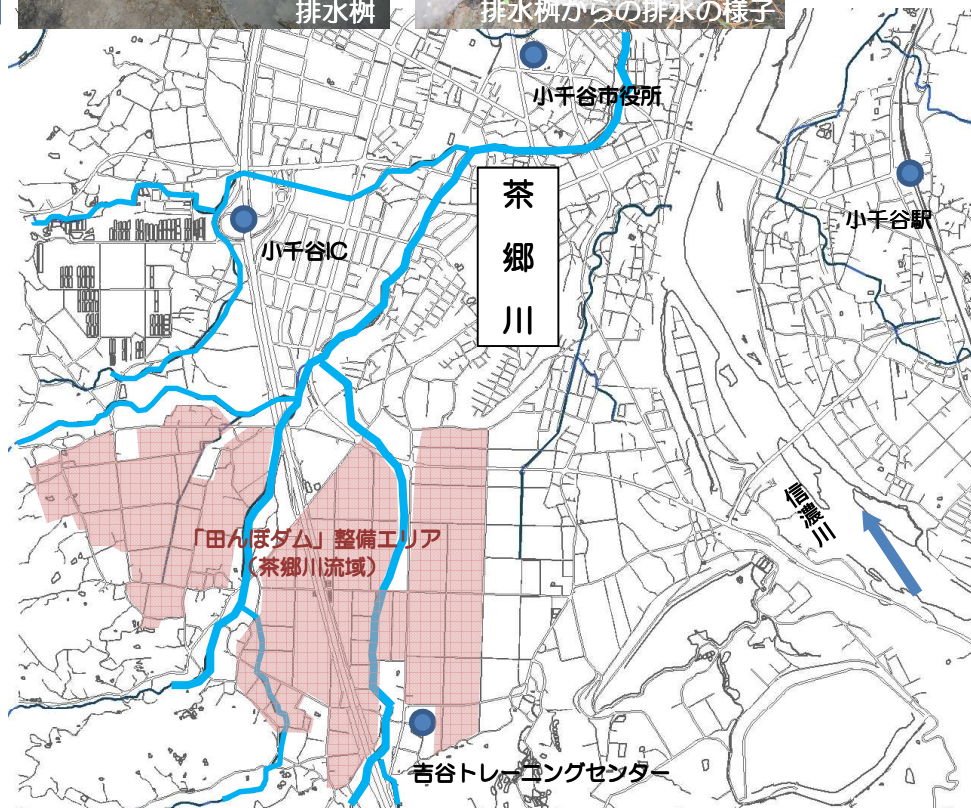 排水桝
排水桝からの排水の様子
小千谷市役所
茶郷川
小千谷駅
小千谷IC
信濃川
「田んぼダム」整備エリア
（茶郷川流域）
吉谷トレーニングセンター